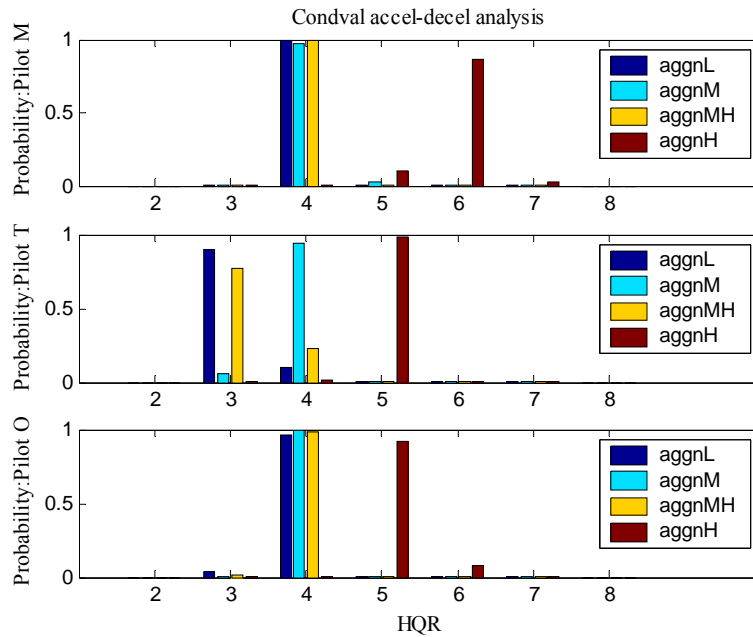 Condval accel-decel analysis
Probability:Pilot M
1
0.5
0
2 3 4 5 6 7 8
aggnL
aggnM
aggnMH
aggnH
Probability:Pilot T
1
0.5
0
2 3 4 5 6 7 8
aggnL
aggnM
aggnMH
aggnH
Probability:Pilot O
1
0.5
0
2 3 4 5 6 7 8
aggnL
aggnM
aggnMH
aggnH
HQR